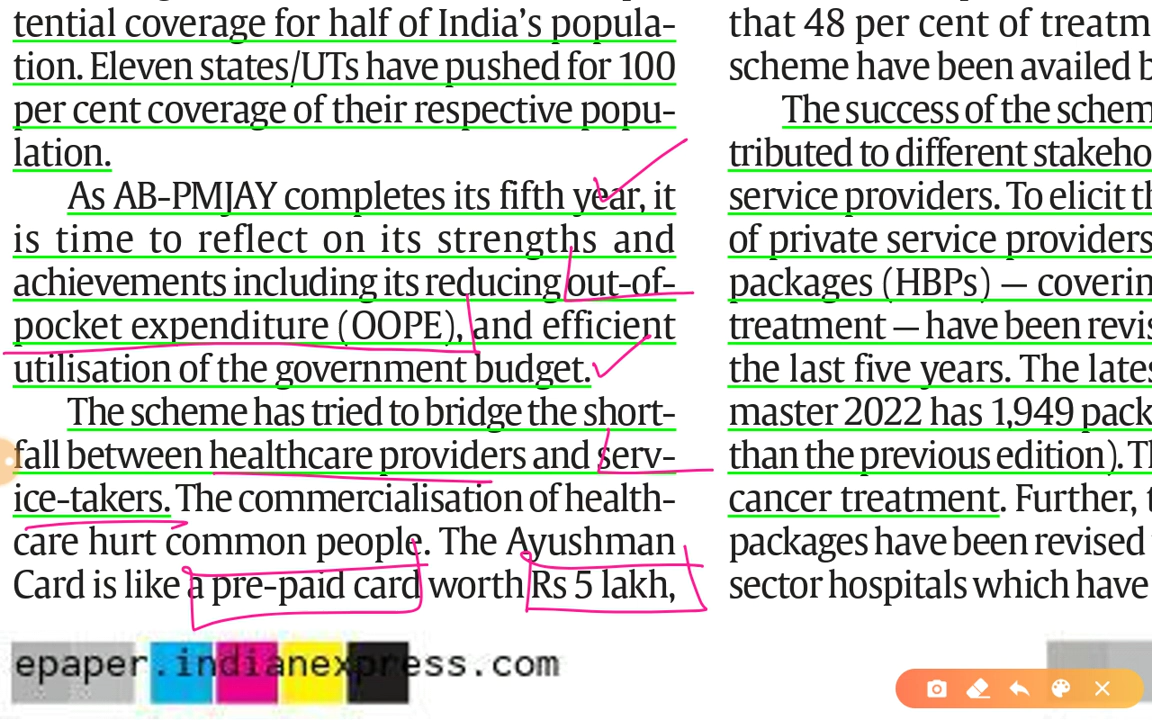 tential coverage for half of India's popula-
tion. Eleven states/UTs have pushed for 100
per cent coverage of their respective popu-
lation.
As AB-PMJAY completes its fifth year, it
is time to reflect on its strengths and
achievements including its reducing out-of-
pocket expenditure (OOPE), and efficient
utilisation of the government budget.
The scheme has tried to bridge the short-
fall between healthcare providers and serv-
ice-takers. The commercialisation of health-
care hurt common people. The Ayushman
Card is like a pre-paid card worth Rs 5 lakh,
that 48 per cent of treatm
scheme have been availed b
The success of the schem
tributed to different stakeho
service providers. To elicit th
of private service providers
packages (HBPs) — coverin
treatment — have been revis
the last five years. The lates
master 2022 has 1,949 pack
than the previous edition). Th
cancer treatment. Further, t
packages have been revised
sector hospitals which have
epaper.indianexpress.com